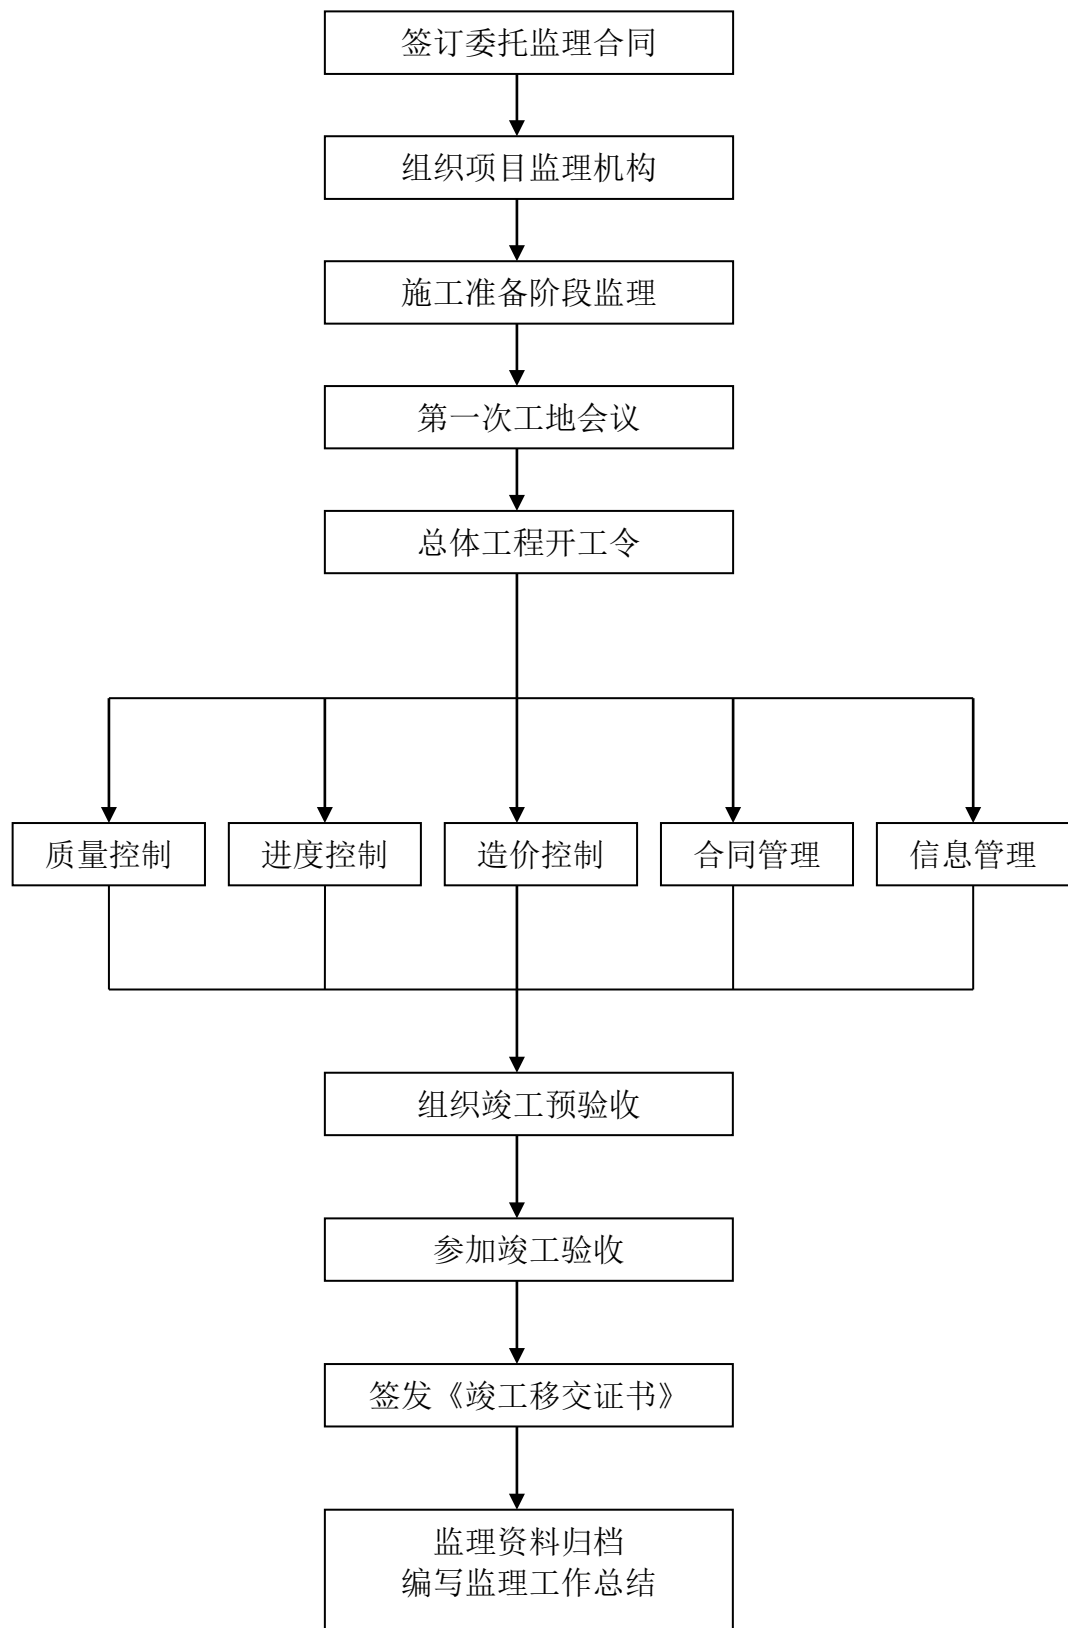 签订委托监理合同
组织项目监理机构
施工准备阶段监理
第一次工地会议
总体工程开工令
质量控制
进度控制
造价控制
合同管理
信息管理
组织竣工预验收
参加竣工验收
签发《竣工移交证书》
监理资料归档
编写监理工作总结